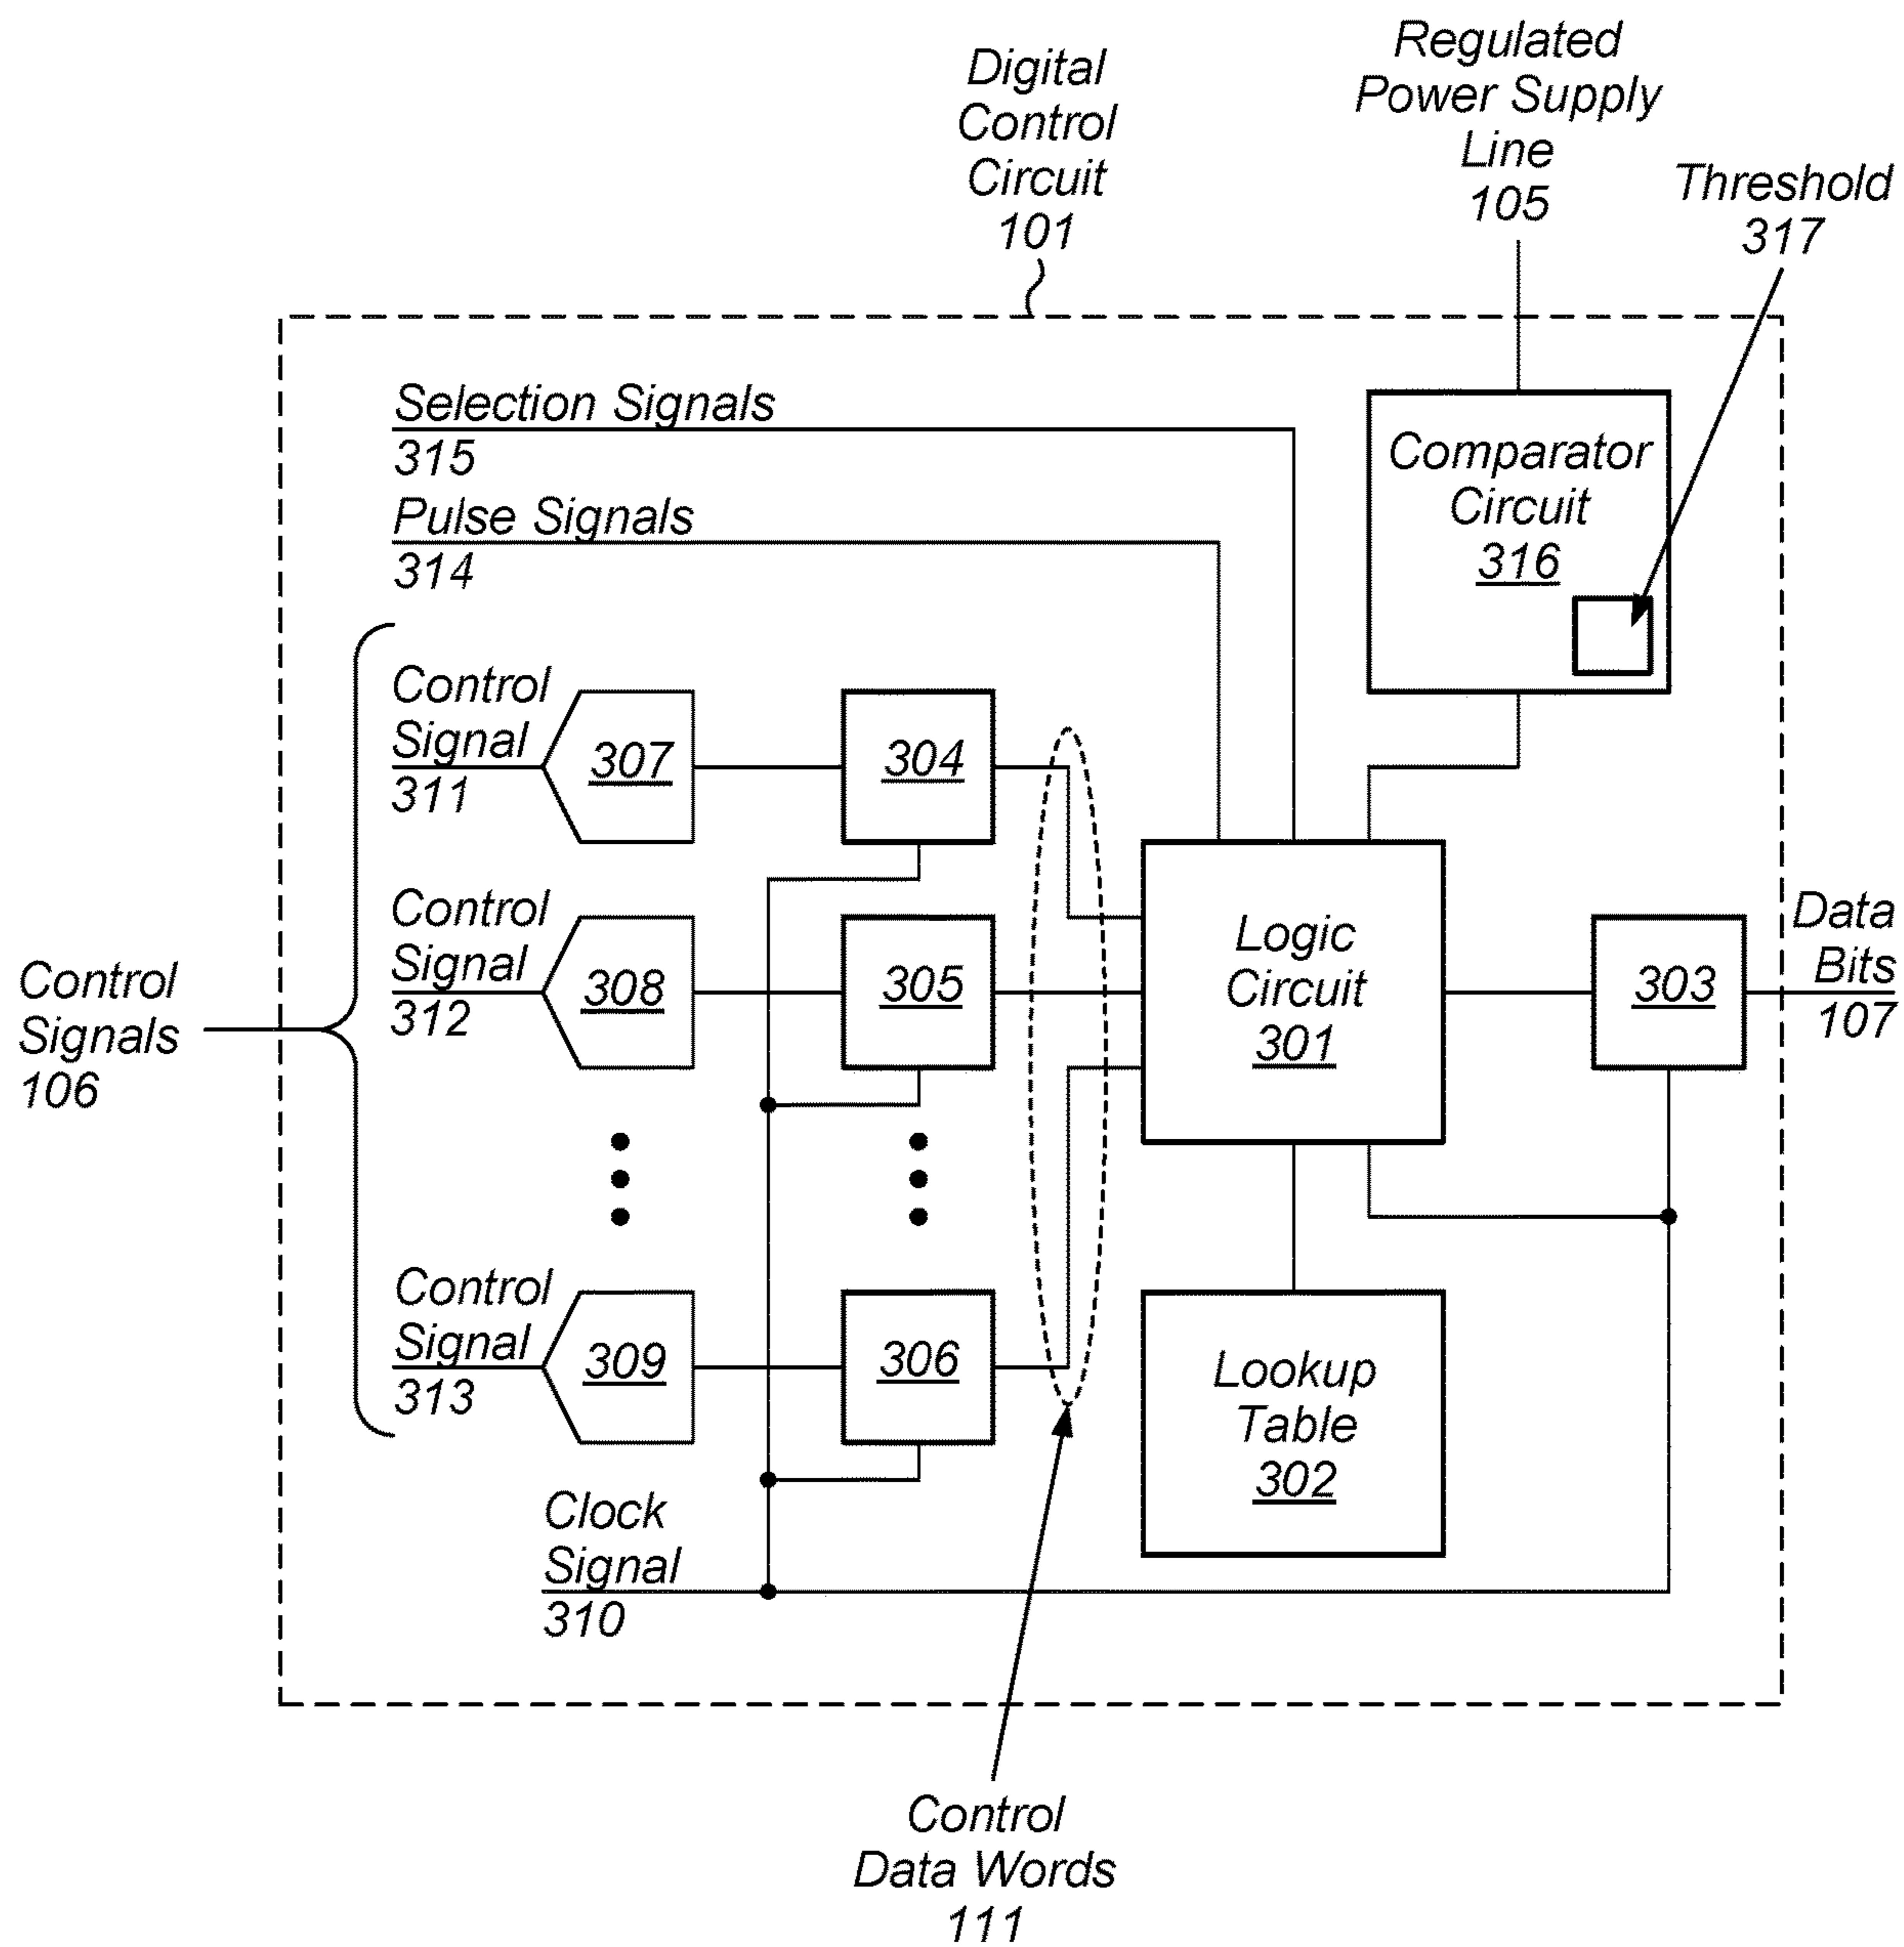 Digital
Control
Circuit
101
Regulated
Power Supply
Line
105
Threshold
317
Selection Signals
315
Pulse Signals
314
Comparator
Circuit
316
Control
Signal
311
307
304
Control
Signal
312
308
305
Logic
Circuit
301
303
Data
Bits
107
Control
Signals
106
Control
Signal
313
309
306
Lookup
Table
302
Clock
Signal
310
Control
Data Words
111